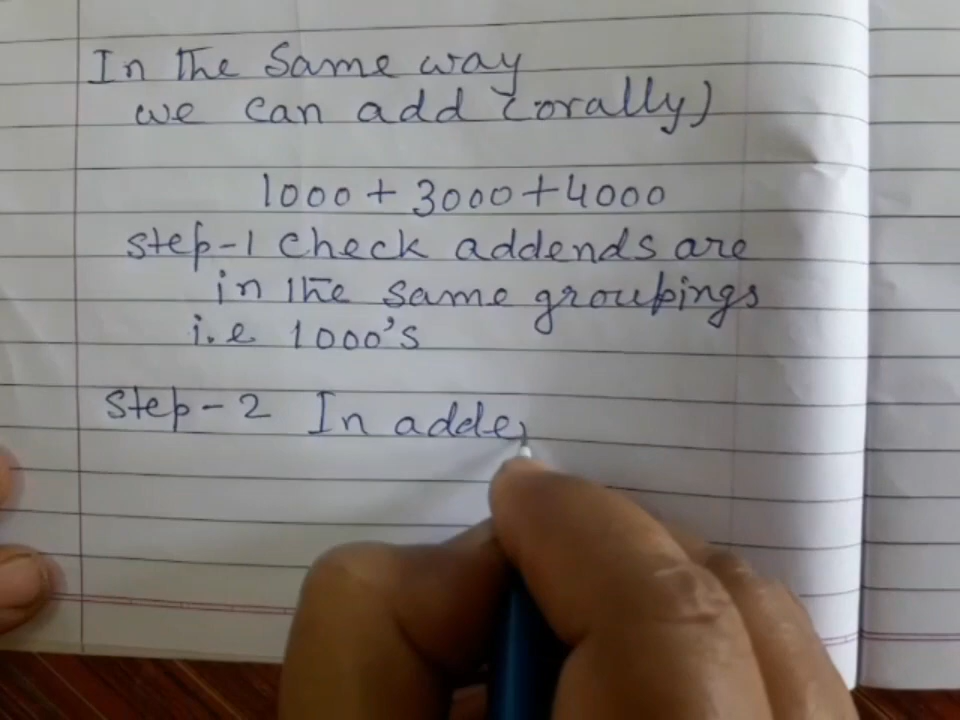 In The Same way
we can add (orally)
1000 + 3000 + 4000
Step-1 Check addends are
in the same groupings
i.e 1000's
Step-2 In adde